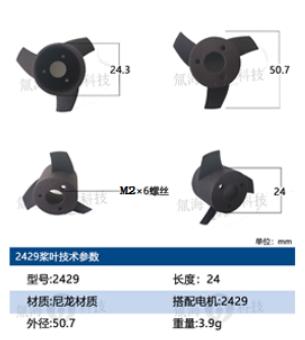 24.3
50.7
M2×6螺丝
24
单位：mm
2429桨叶技术参数
型号:2429
长度：24
材质:尼龙材质
搭配电机:2429
外径:50.7
重量:3.9g